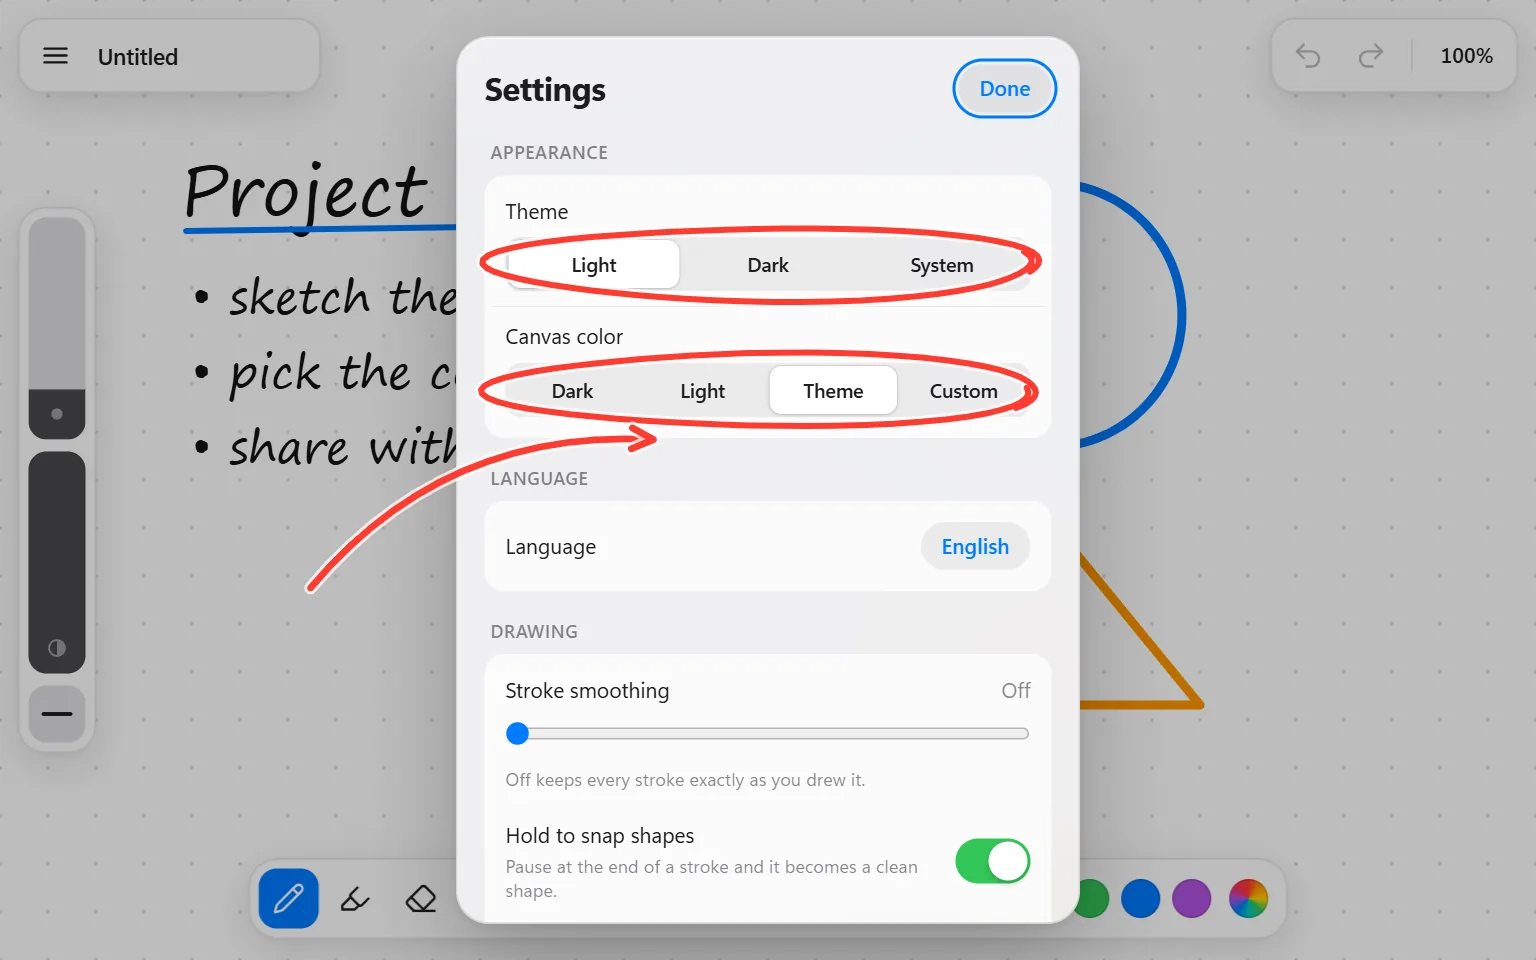 Untitled
100%
Settings
Done
APPEARANCE
Project
Theme
Light Dark System
• sketch the
Canvas color
• pick the c
Dark Light Theme Custom
• share with
LANGUAGE
Language English
DRAWING
Stroke smoothing Off
Off keeps every stroke exactly as you drew it.
Hold to snap shapes
Pause at the end of a stroke and it becomes a clean
shape.